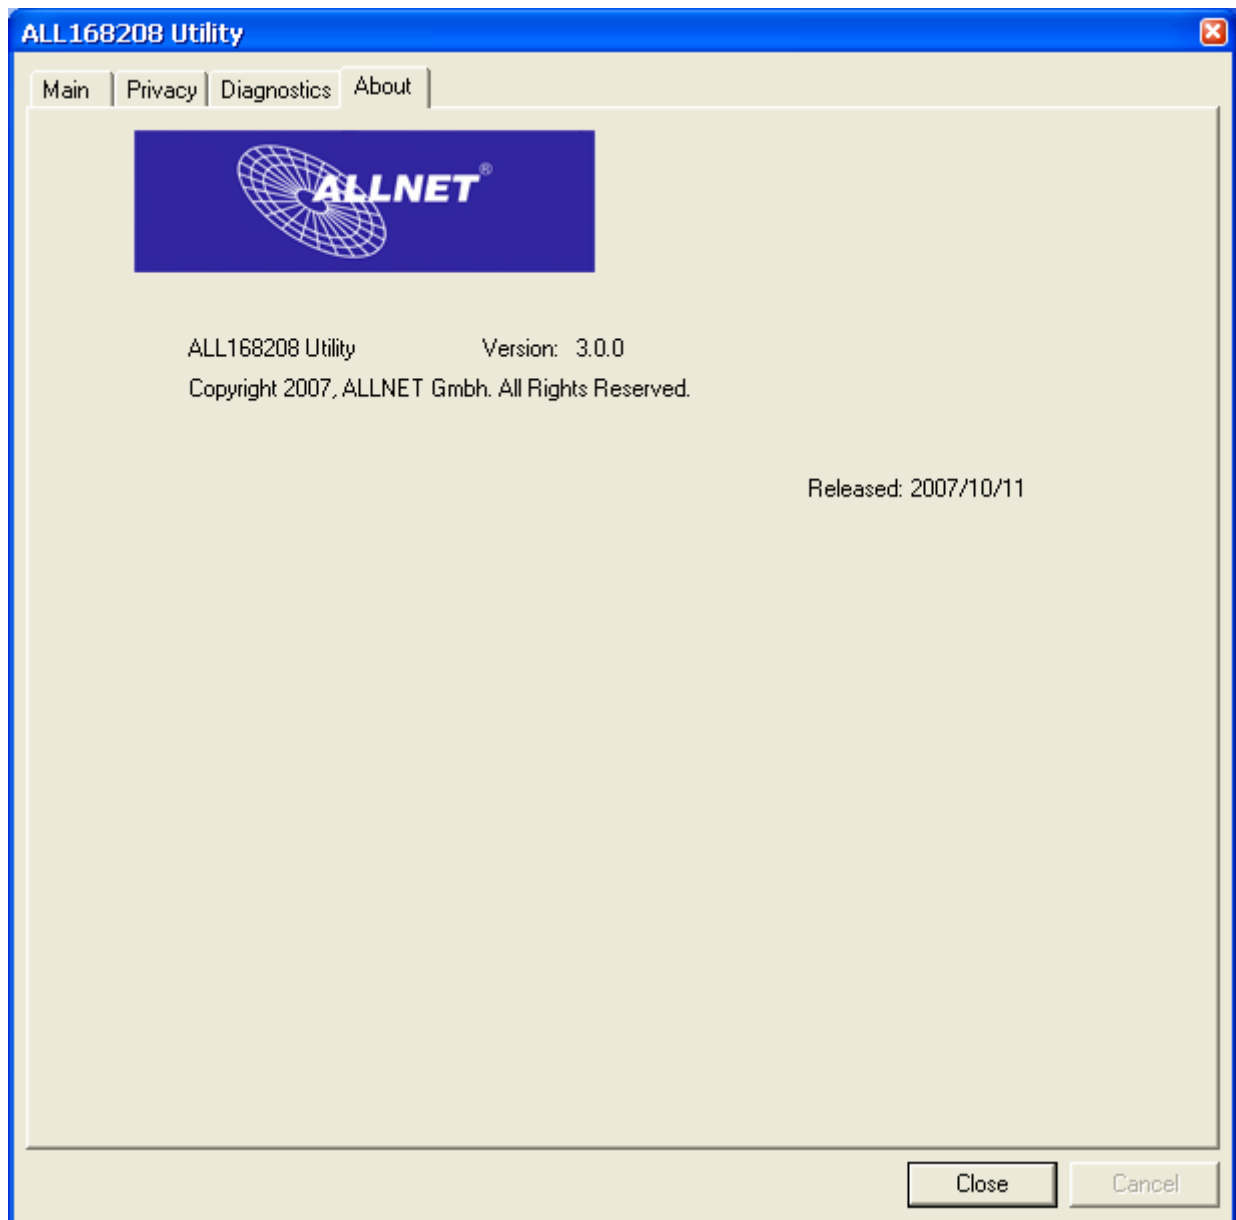 ALL168208 Utility
Main Privacy Diagnostics About
ALLNET®
ALL168208 Utility Version: 3.0.0
Copyright 2007, ALLNET Gmbh. All Rights Reserved.
Released: 2007/10/11
Close Cancel